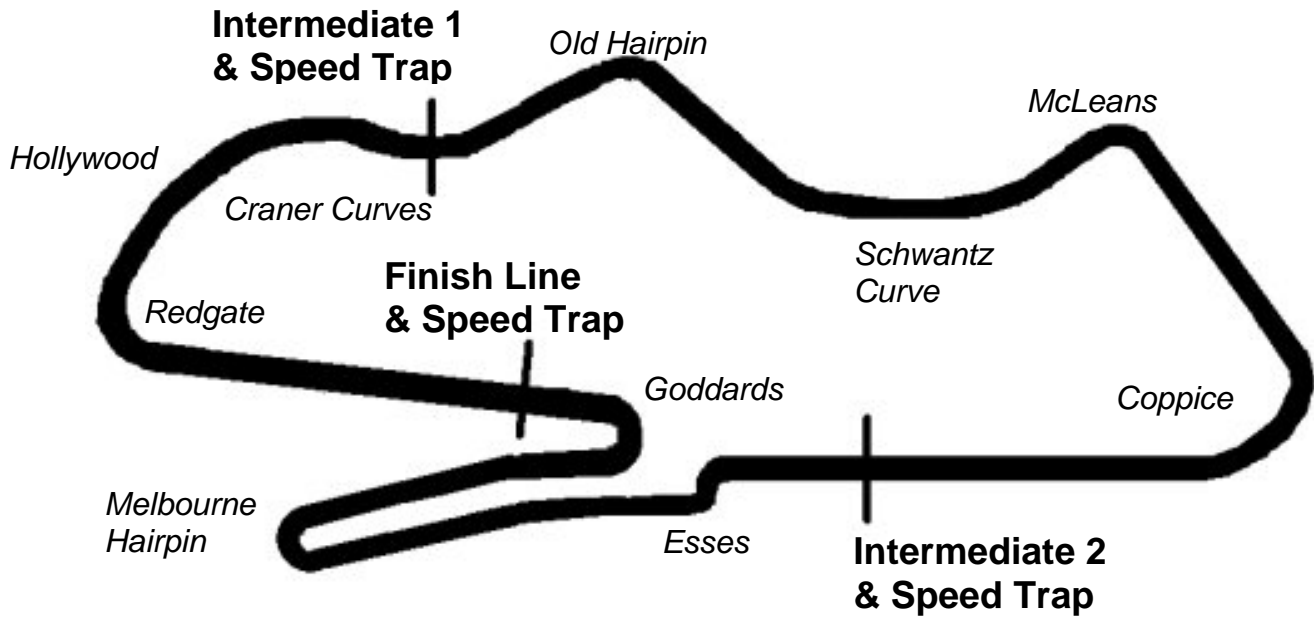 Intermediate 1
& Speed Trap
Old Hairpin
McLeans
Hollywood
Craner Curves
Schwantz
Curve
Finish Line
& Speed Trap
Redgate
Goddards
Coppice
Melbourne
Hairpin
Esses
Intermediate 2
& Speed Trap